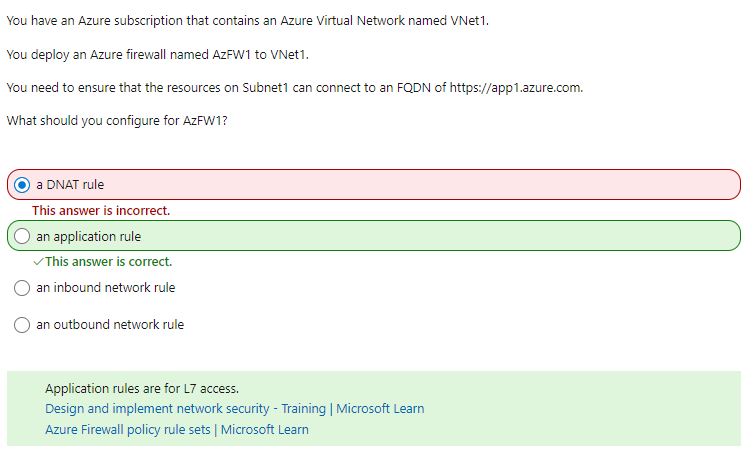 You have an Azure subscription that contains an Azure Virtual Network named VNet1.
You deploy an Azure firewall named AzFW1 to VNet1.
You need to ensure that the resources on Subnet1 can connect to an FQDN of https://app1.azure.com.
What should you configure for AzFW1?
a DNAT rule
This answer is incorrect.
an application rule
✓This answer is correct.
an inbound network rule
an outbound network rule
Application rules are for L7 access.
Design and implement network security - Training | Microsoft Learn
Azure Firewall policy rule sets | Microsoft Learn